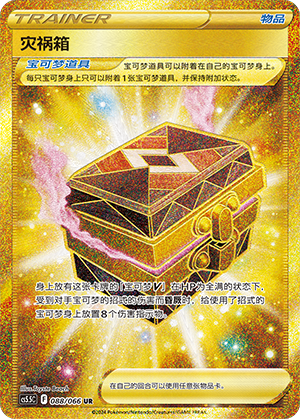 TRAINER 物品
灾祸箱
宝可梦道具 宝可梦道具可以附着在自己的宝可梦身上。
每只宝可梦身上只可以附着1张宝可梦道具，并保持附加状态。
身上放有这张卡牌的「宝可梦V」在HP为全满的状态下，
受到对手宝可梦的招式的伤害而昏厥时，给使用了招式的
宝可梦身上放置8个伤害指示物。
Illus. Toyste Beach
在自己的回合可以使用任意张物品卡。
CS5.5C F 088/066 UR
©2024 Pokémon/Nintendo/Creatures/GAME FREAK